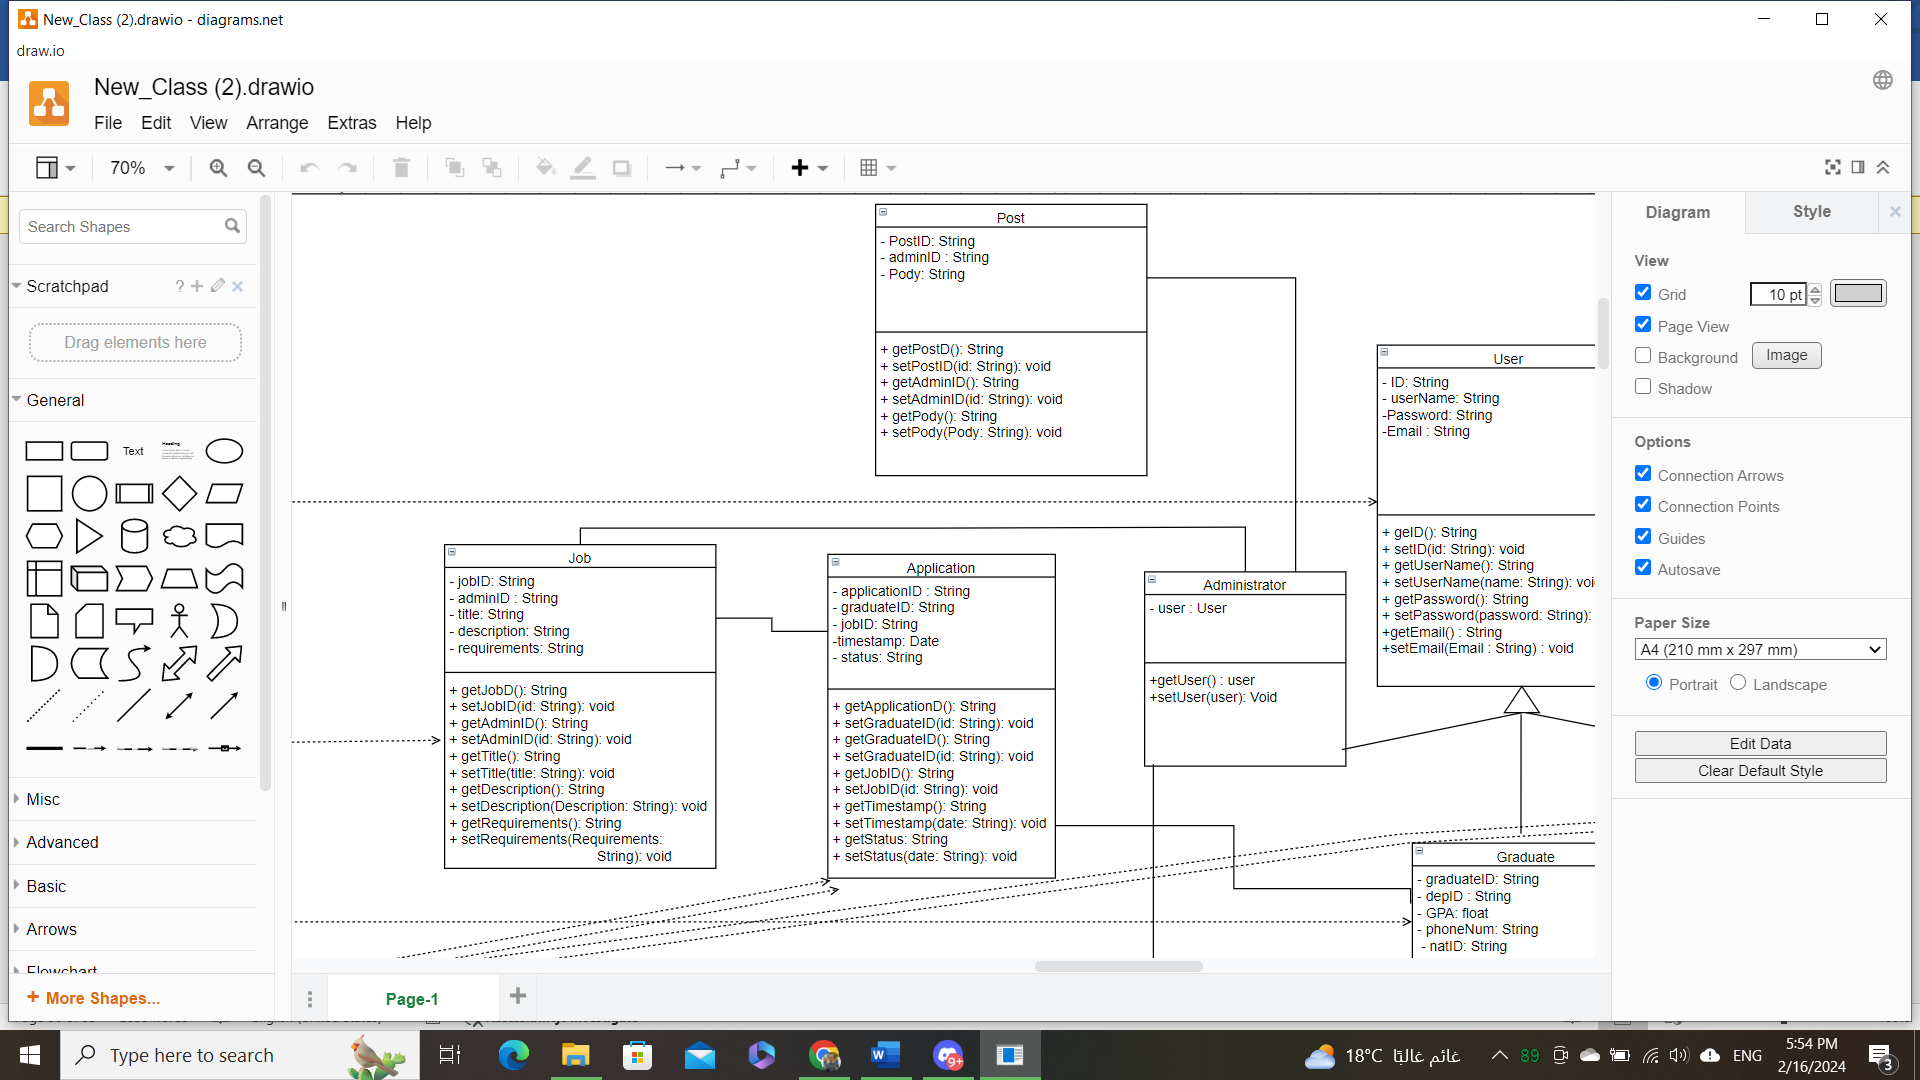 New_Class (2).drawio - diagrams.net
draw.io
New_Class (2).drawio
File Edit View Arrange Extras Help
70%
Search Shapes
Scratchpad
?
Drag elements here
General
Text
Heading
Misc
Advanced
Basic
Arrows
Flowchart
+ More Shapes...
Post
- PostID: String
- adminID : String
- Pody: String
+ getPostD(): String
+ setPostID(id: String): void
+ getAdminID(): String
+ setAdminID(id: String): void
+ getPody(): String
+ setPody(Pody: String): void
User
- ID: String
- userName: String
-Password: String
-Email : String
+ geID(): String
+ setID(id: String): void
+ getUserName(): String
+ setUserName(name: String): voi
+ getPassword(): String
+ setPassword(password: String):
+getEmail() : String
+setEmail(Email : String) : void
Job
- jobID: String
- adminID : String
- title: String
- description: String
- requirements: String
+ getJobD(): String
+ setJobID(id: String): void
+ getAdminID(): String
+ setAdminID(id: String): void
+ getTitle(): String
+ setTitle(title: String): void
+ getDescription(): String
+ setDescription(Description: String): void
+ getRequirements(): String
+ setRequirements(Requirements:
String): void
Application
- applicationID : String
- graduateID: String
- jobID: String
-timestamp: Date
- status: String
+ getApplicationD(): String
+ setGraduateID(id: String): void
+ getGraduateID(): String
+ setGraduateID(id: String): void
+ getJobID(): String
+ setJobID(id: String): void
+ getTimestamp(): String
+ setTimestamp(date: String): void
+ getStatus: String
+ setStatus(date: String): void
Administrator
- user : User
+getUser() : user
+setUser(user): Void
Graduate
- graduateID: String
- depID : String
- GPA: float
- phoneNum: String
- natID: String
Page-1
Diagram Style
View
Grid 10 pt
Page View
Background Image
Shadow
Options
Connection Arrows
Connection Points
Guides
Autosave
Paper Size
A4 (210 mm x 297 mm)
Portrait Landscape
Edit Data
Clear Default Style
Type here to search
9+
18°C غائم غالبًا
89
ENG
5:54 PM
2/16/2024
3